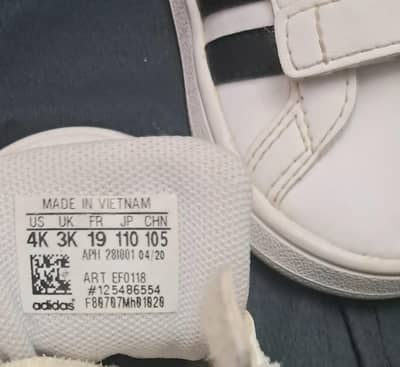 MADE IN VIETNAM
US UK FR JP CHN
4K 3K 19 110 105
APH 281001 04/20
ART EF0118
#125486554
adidas F80707Mh01020